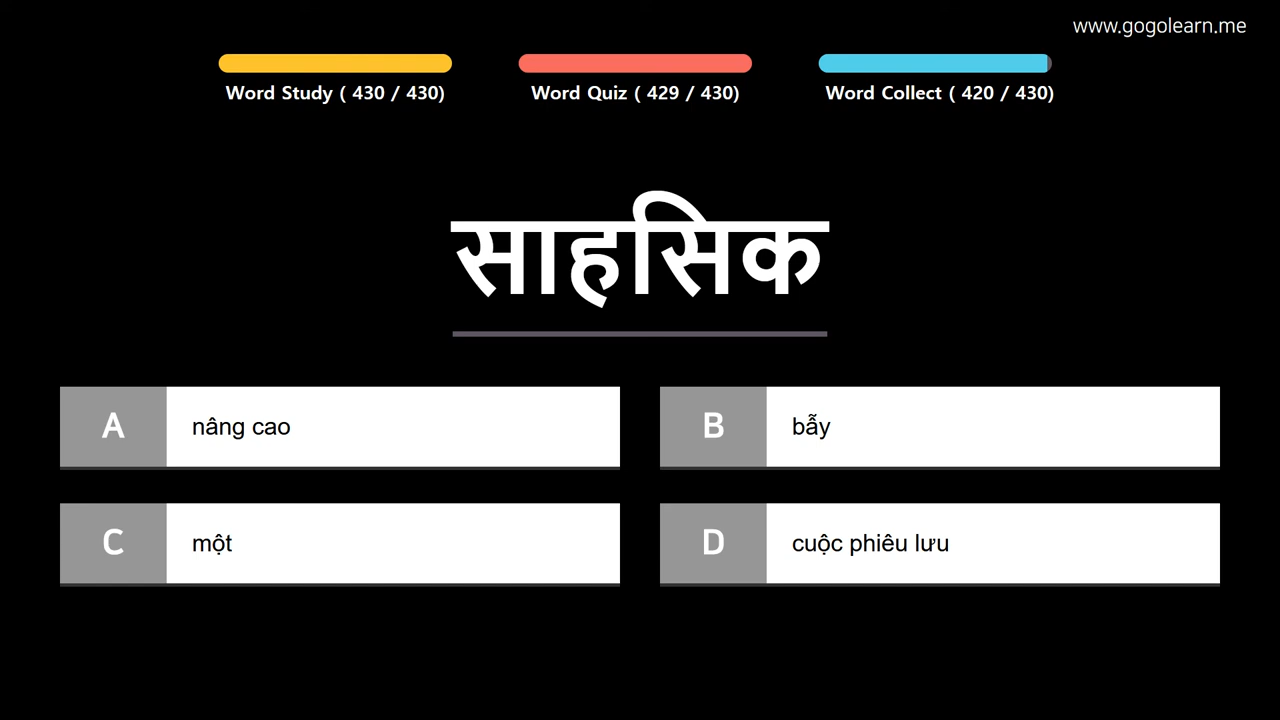 www.gogolearn.me
Word Study ( 430 / 430)
Word Quiz ( 429 / 430)
Word Collect ( 420 / 430)
साहसिक
A nâng cao
B bẫy
C một
D cuộc phiêu lưu